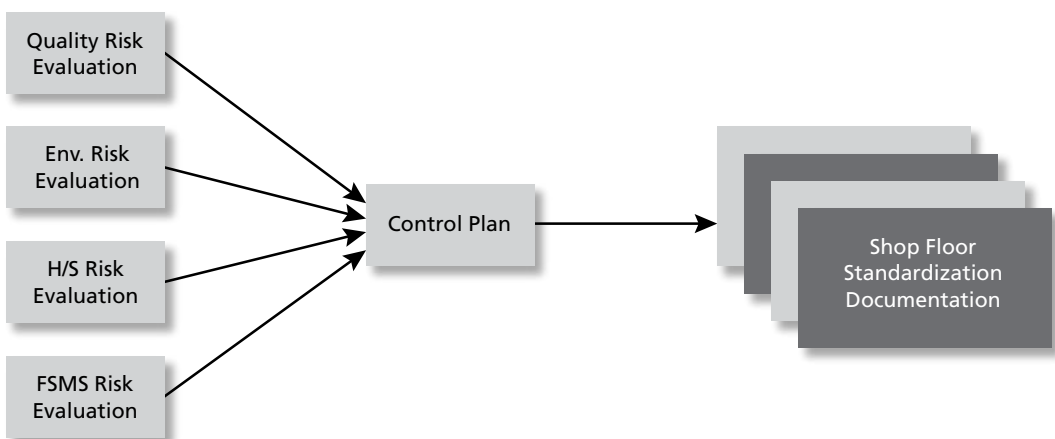 Quality Risk
Evaluation
Env. Risk
Evaluation
H/S Risk
Evaluation
FSMS Risk
Evaluation
Control Plan
Shop Floor
Standardization
Documentation